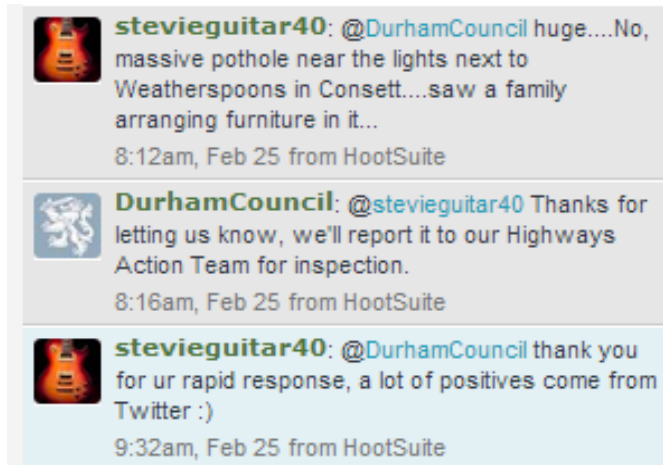 stevieguitar40: @DurhamCouncil huge....No,
massive pothole near the lights next to
Weatherspoons in Consett....saw a family
arranging furniture in it...
8:12am, Feb 25 from HootSuite
DurhamCouncil: @stevieguitar40 Thanks for
letting us know, we'll report it to our Highways
Action Team for inspection.
8:16am, Feb 25 from HootSuite
stevieguitar40: @DurhamCouncil thank you
for ur rapid response, a lot of positives come from
Twitter :)
9:32am, Feb 25 from HootSuite